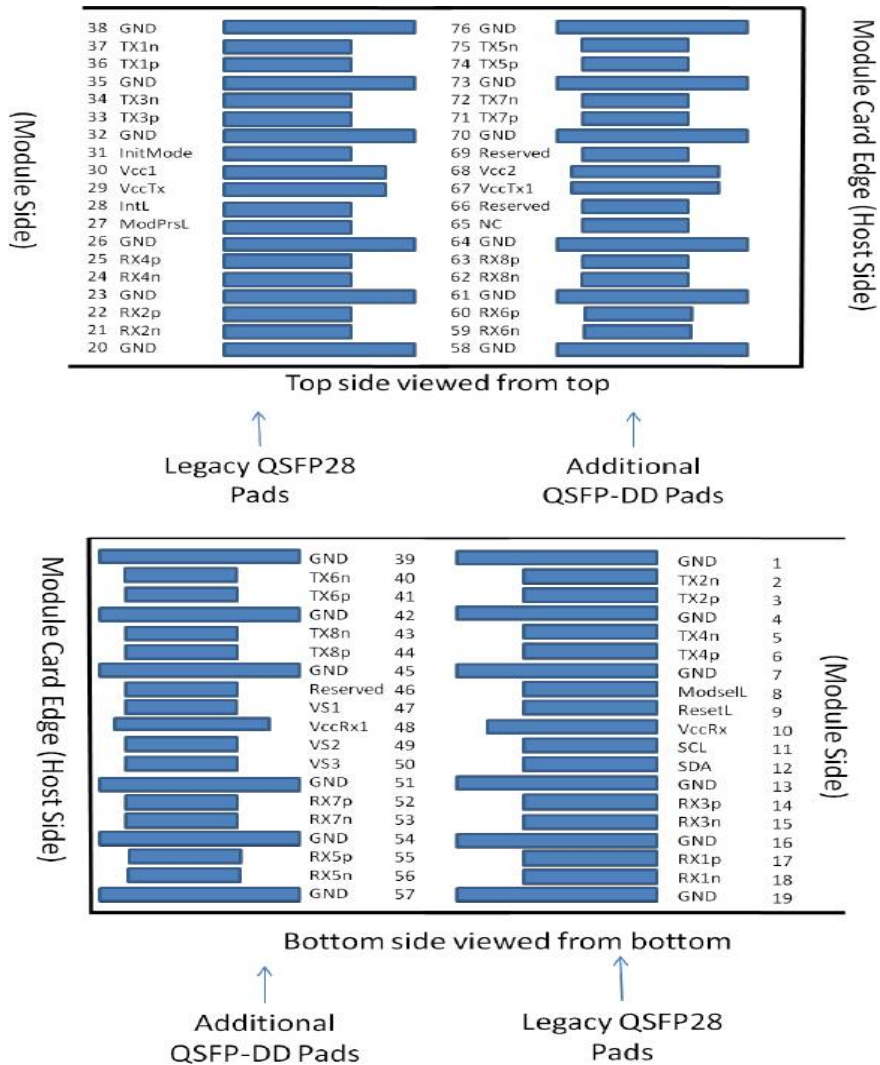 38 GND 76 GND
37 TX1n 75 TX5n
36 TX1p 74 TX5p
35 GND 73 GND
34 TX3n 72 TX7n
33 TX3p 71 TX7p
32 GND 70 GND
31 InitMode 69 Reserved
30 Vcc1 68 Vcc2
29 VccTx 67 VccTx1
28 IntL 66 Reserved
27 ModPrsL 65 NC
26 GND 64 GND
25 RX4p 63 RX8p
24 RX4n 62 RX8n
23 GND 61 GND
22 RX2p 60 RX6p
21 RX2n 59 RX6n
20 GND 58 GND
(Module Side)
Module Card Edge (Host Side)
Top side viewed from top
Legacy QSFP28
Pads
Additional
QSFP-DD Pads
Module Card Edge (Host Side)
GND 39 GND 1
TX6n 40 TX2n 2
TX6p 41 TX2p 3
GND 42 GND 4
TX8n 43 TX4n 5
TX8p 44 TX4p 6
GND 45 GND 7
Reserved 46 ModselL 8
VS1 47 ResetL 9
VccRx1 48 VccRx 10
VS2 49 SCL 11
VS3 50 SDA 12
GND 51 GND 13
RX7p 52 RX3p 14
RX7n 53 RX3n 15
GND 54 GND 16
RX5p 55 RX1p 17
RX5n 56 RX1n 18
GND 57 GND 19
(Module Side)
Bottom side viewed from bottom
Additional
QSFP-DD Pads
Legacy QSFP28
Pads